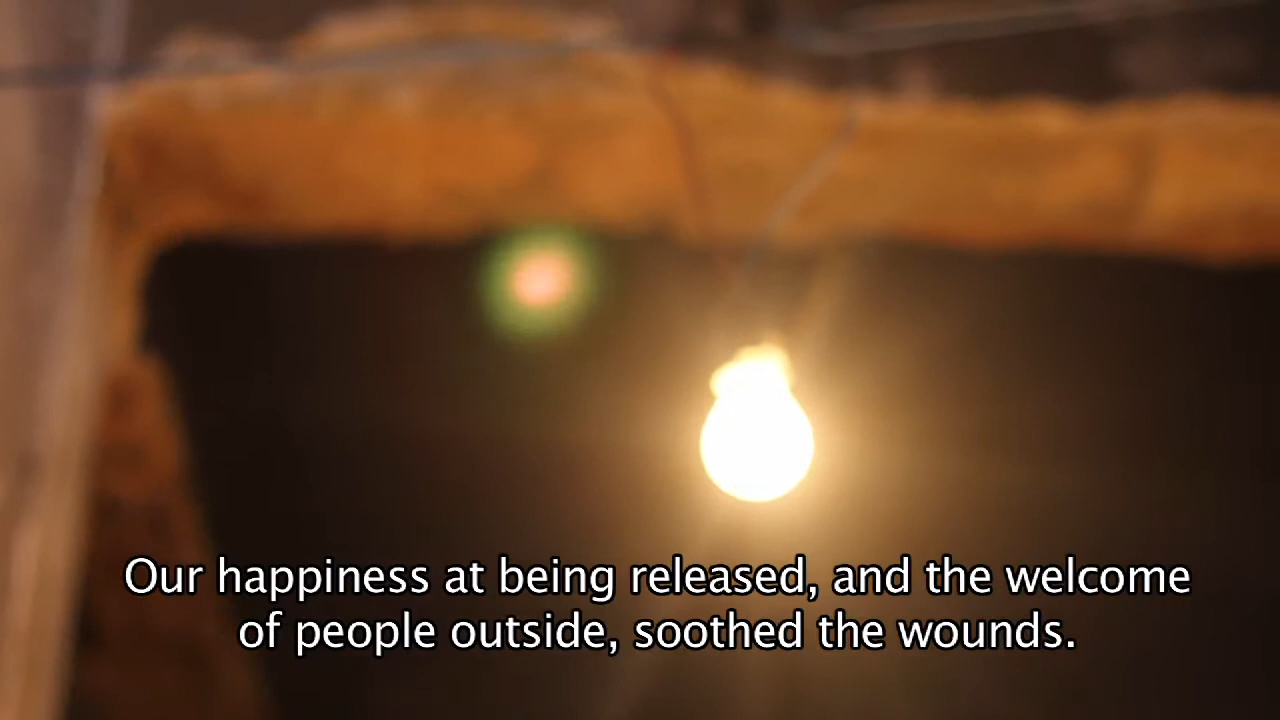 Our happiness at being released, and the welcome
of people outside, soothed the wounds.